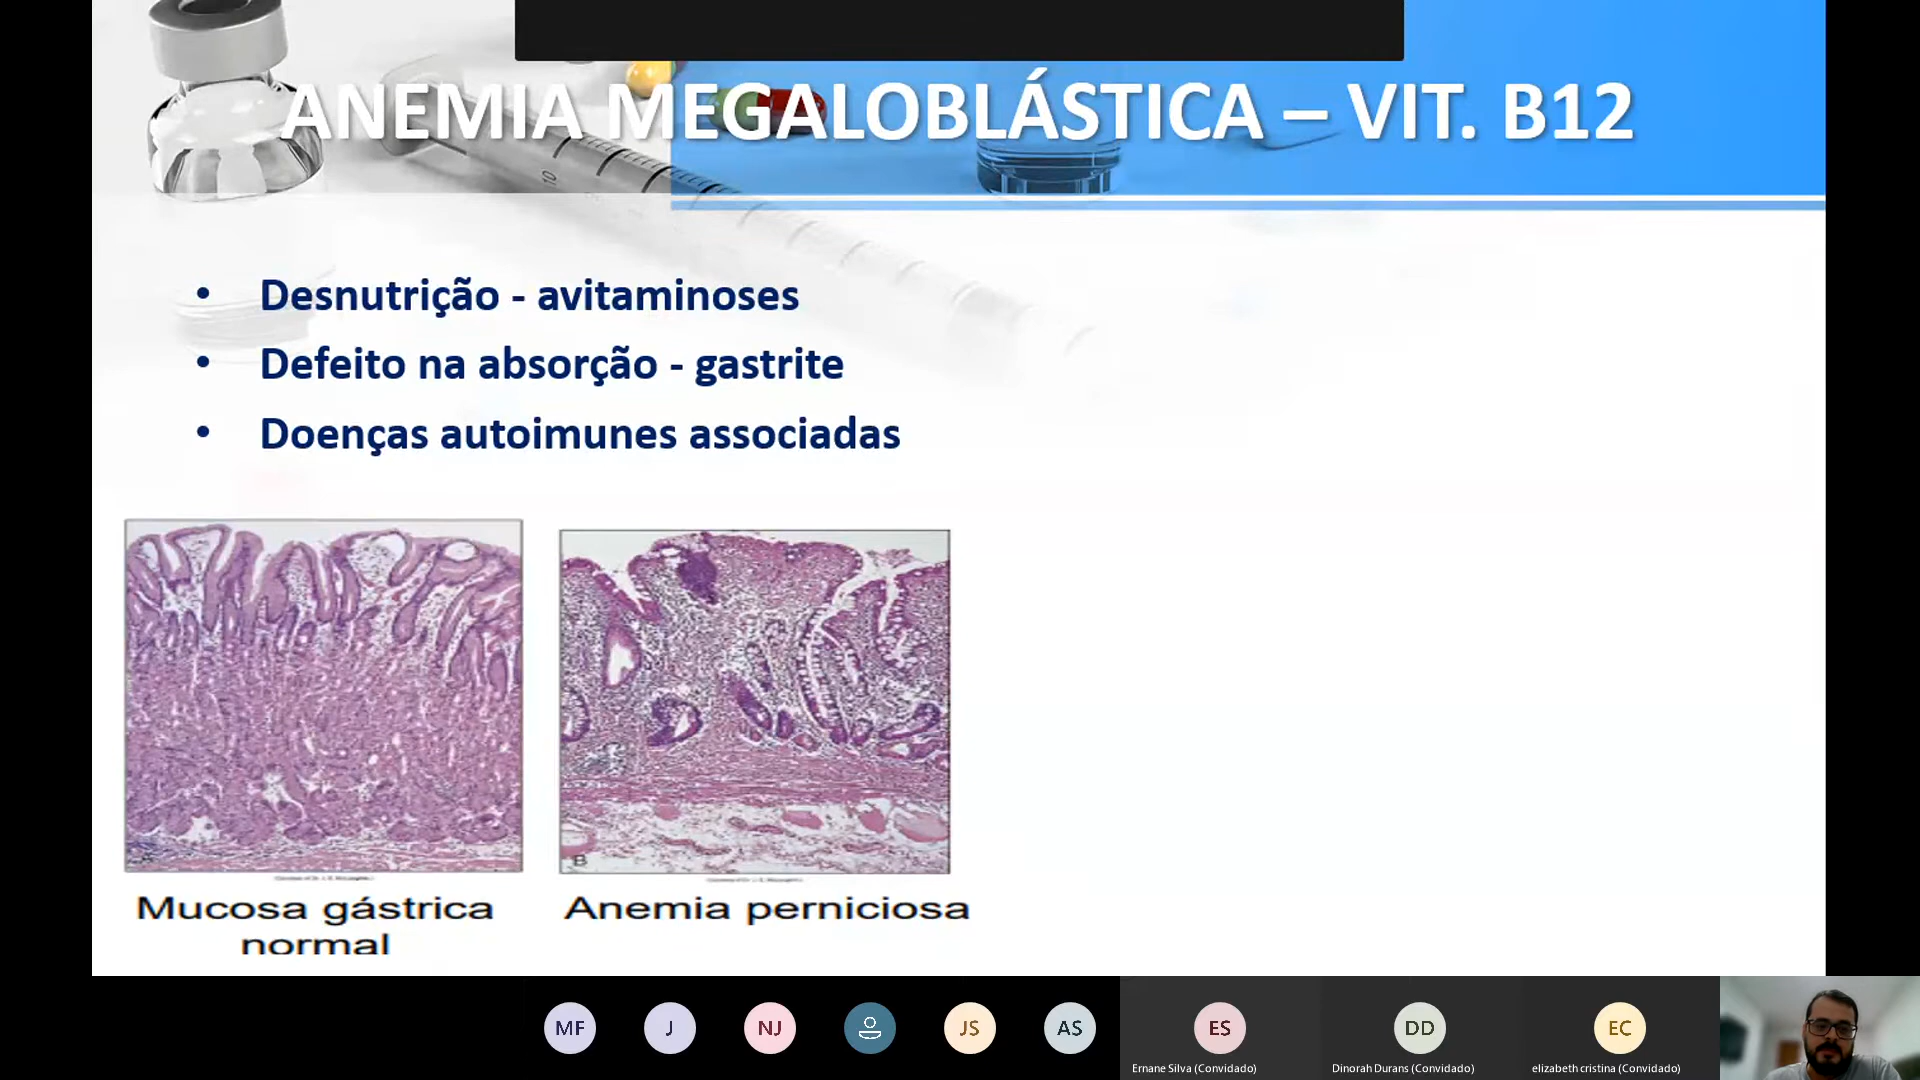 ANEMIA MEGALOBLÁSTICA – VIT. B12
• Desnutrição - avitaminoses
• Defeito na absorção - gastrite
• Doenças autoimunes associadas
10
B
Mucosa gástrica
normal
Anemia perniciosa
MF
J
NJ
JS
AS
ES
DD
EC
Ernane Silva (Convidado)
Dinorah Durans (Convidado)
elizabeth cristina (Convidado)